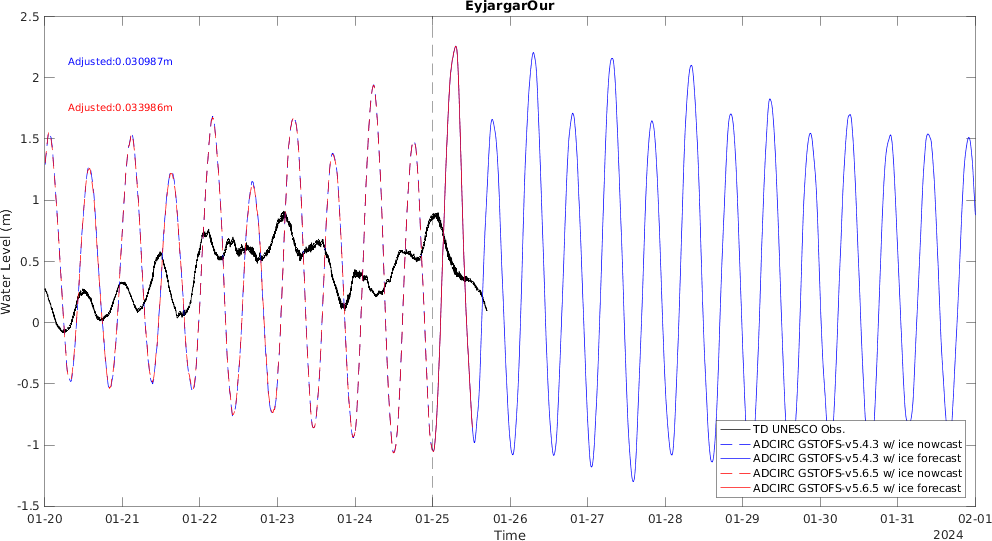 EyjargarOur
2.5
Adjusted:0.030987m
2
Adjusted:0.033986m
1.5
1
Water Level (m)
0.5
0
-0.5
-1
TD UNESCO Obs.
ADCIRC GSTOFS-v5.4.3 w/ ice nowcast
ADCIRC GSTOFS-v5.4.3 w/ ice forecast
ADCIRC GSTOFS-v5.6.5 w/ ice nowcast
ADCIRC GSTOFS-v5.6.5 w/ ice forecast
-1.5
01-20 01-21 01-22 01-23 01-24 01-25 01-26 01-27 01-28 01-29 01-30 01-31 02-01
Time
2024